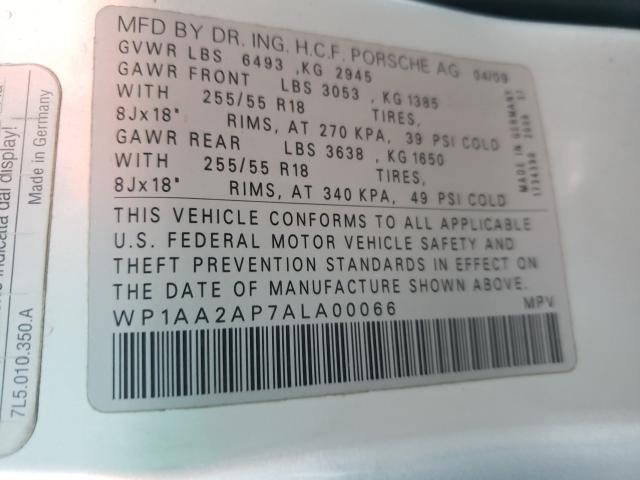 MFD BY DR. ING. H.C.F. PORSCHE AG 04/09
GVWR LBS 6493 ,KG 2945
GAWR FRONT LBS 3053 ,KG 1385
WITH 255/55 R18 TIRES,
8Jx18" RIMS, AT 270 KPA, 39 PSI COLD
GAWR REAR LBS 3638 ,KG 1650
WITH 255/55 R18 TIRES,
8Jx18" RIMS, AT 340 KPA, 49 PSI COLD
THIS VEHICLE CONFORMS TO ALL APPLICABLE
U.S. FEDERAL MOTOR VEHICLE SAFETY AND
THEFT PREVENTION STANDARDS IN EFFECT ON
THE DATE OF MANUFACTURE SHOWN ABOVE.
WP1AA2AP7ALA00066 MPV
MADE IN GERMANY
indicata dal display!
Made in Germany
7L5.010.350.A